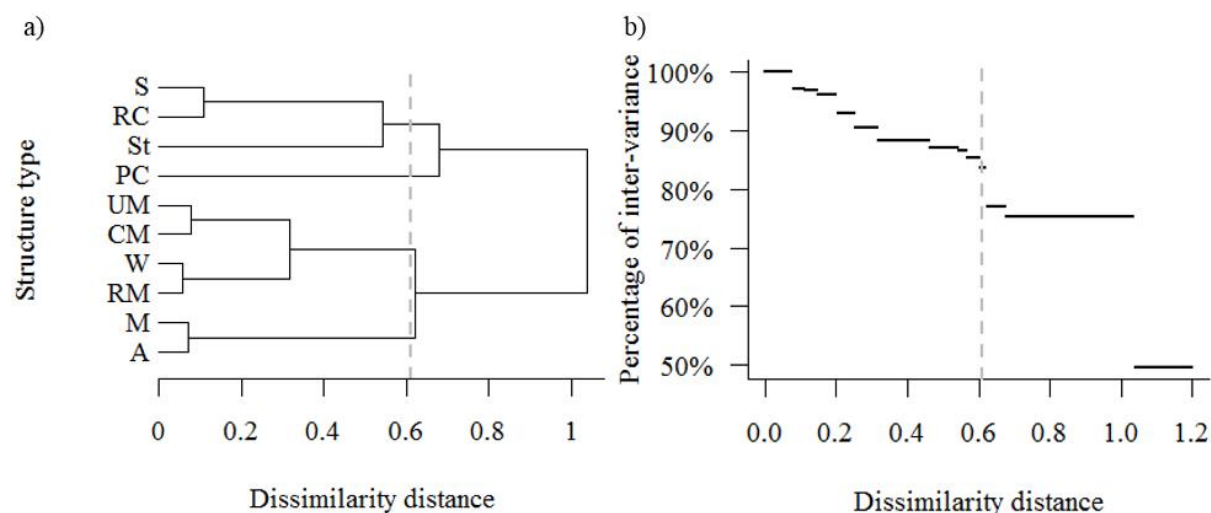 a)
Structure type
S
RC
St
PC
UM
CM
W
RM
M
A
0 0.2 0.4 0.6 0.8 1
Dissimilarity distance
b)
Percentage of inter-variance
100%
90%
80%
70%
60%
50%
0.0 0.2 0.4 0.6 0.8 1.0 1.2
Dissimilarity distance